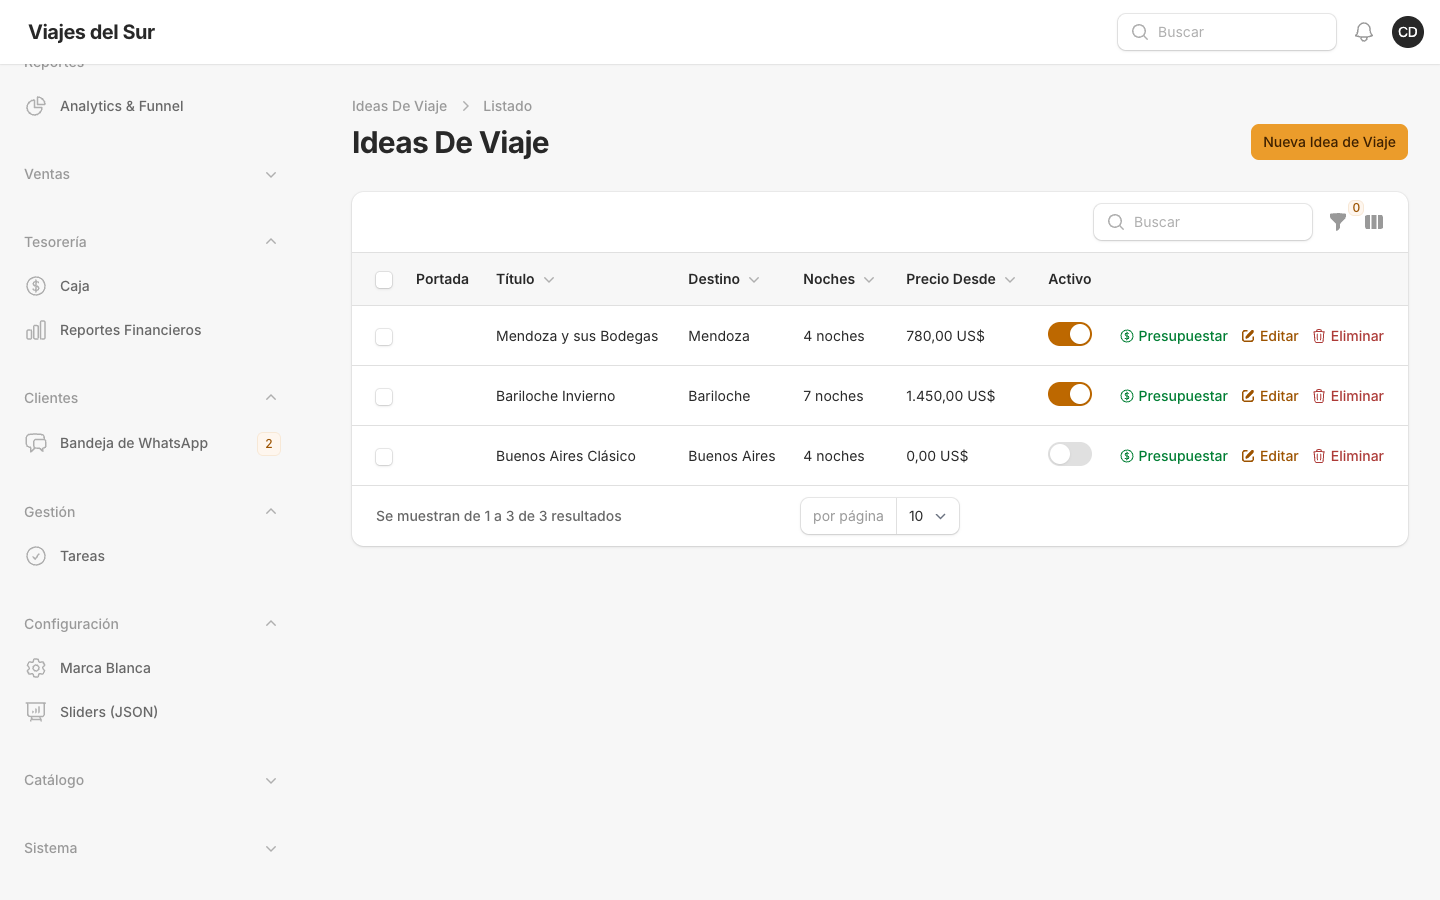 Viajes del Sur
Buscar
CD
Reportes
Analytics & Funnel
Ventas
Tesorería
Caja
Reportes Financieros
Clientes
Bandeja de WhatsApp 2
Gestión
Tareas
Configuración
Marca Blanca
Sliders (JSON)
Catálogo
Sistema
Ideas De Viaje Listado
Ideas De Viaje
Nueva Idea de Viaje
Buscar
0
Portada Título Destino Noches Precio Desde Activo
Mendoza y sus Bodegas Mendoza 4 noches 780,00 US$ Presupuestar Editar Eliminar
Bariloche Invierno Bariloche 7 noches 1.450,00 US$ Presupuestar Editar Eliminar
Buenos Aires Clásico Buenos Aires 4 noches 0,00 US$ Presupuestar Editar Eliminar
Se muestran de 1 a 3 de 3 resultados
por página 10